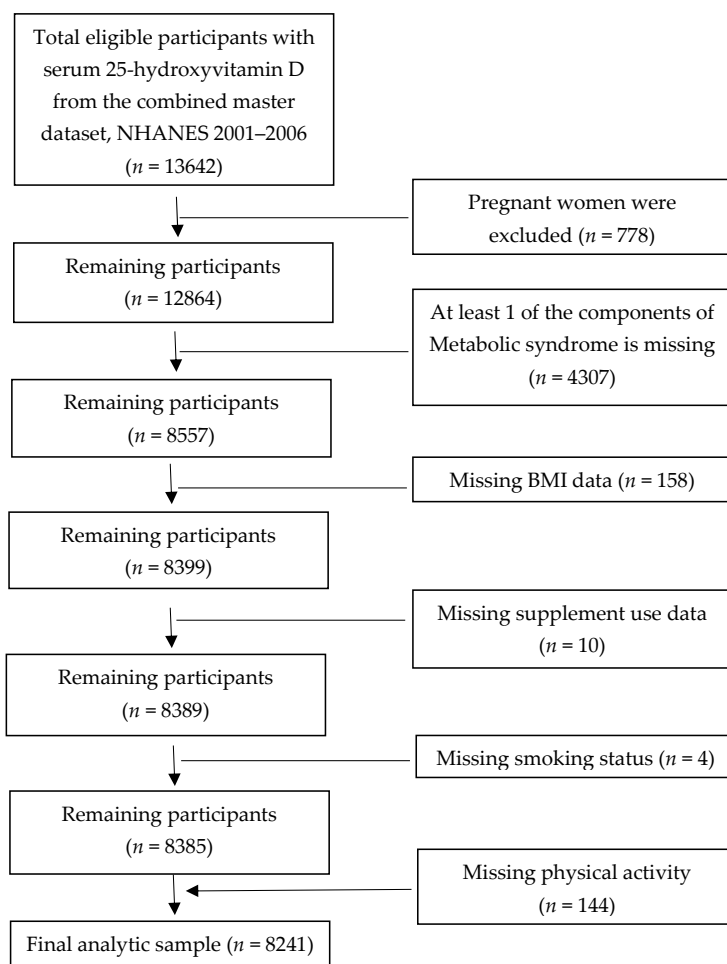 Total eligible participants with
serum 25-hydroxyvitamin D
from the combined master
dataset, NHANES 2001–2006
(n = 13642)
Pregnant women were
excluded (n = 778)
Remaining participants
(n = 12864)
At least 1 of the components of
Metabolic syndrome is missing
(n = 4307)
Remaining participants
(n = 8557)
Missing BMI data (n = 158)
Remaining participants
(n = 8399)
Missing supplement use data
(n = 10)
Remaining participants
(n = 8389)
Missing smoking status (n = 4)
Remaining participants
(n = 8385)
Missing physical activity
(n = 144)
Final analytic sample (n = 8241)